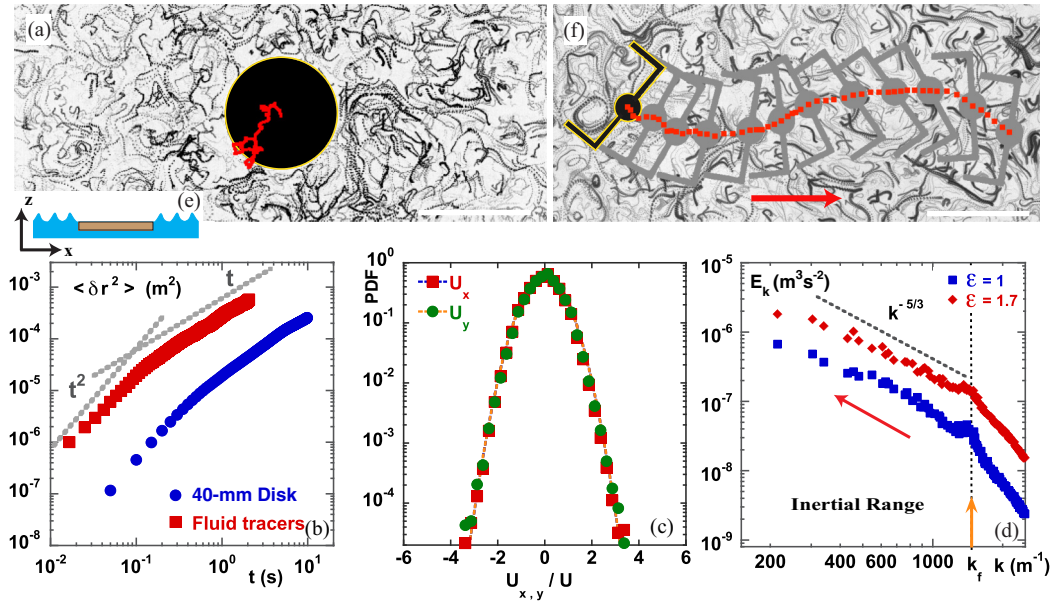 (a)
(f)
(e)
z
x
< δr² > (m²)
t
t²
10⁻³
10⁻⁴
10⁻⁵
10⁻⁶
10⁻⁷
10⁻⁸
40-mm Disk
Fluid tracers
(b)
10⁻² 10⁻¹ 10⁰ 10¹
t (s)
PDF
10⁰
10⁻¹
10⁻²
10⁻³
10⁻⁴
Uₓ
U_y
(c)
-6 -4 -2 0 2 4 6
U_x,y / U
10⁻⁵
10⁻⁶
10⁻⁷
10⁻⁸
10⁻⁹
E_k (m³s⁻²)
ε = 1
ε = 1.7
k⁻⁵/³
Inertial Range
(d)
200 400 600 1000 k_f k (m⁻¹)